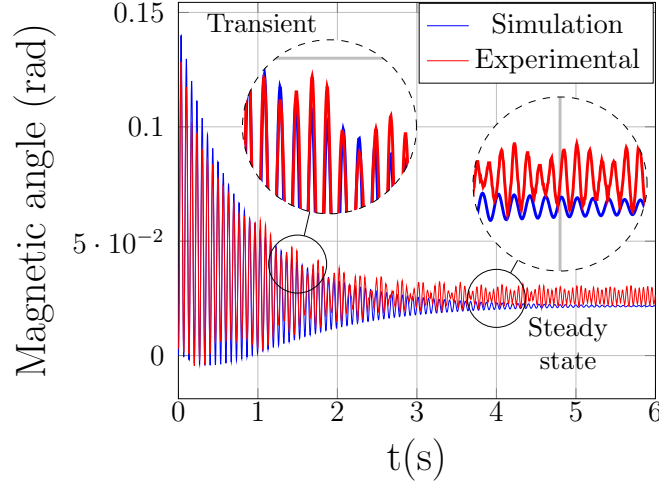 Transient
Simulation
Experimental
Magnetic angle (rad)
0.15
0.1
5 · 10⁻²
0
Steady
state
0 1 2 3 4 5 6
t(s)